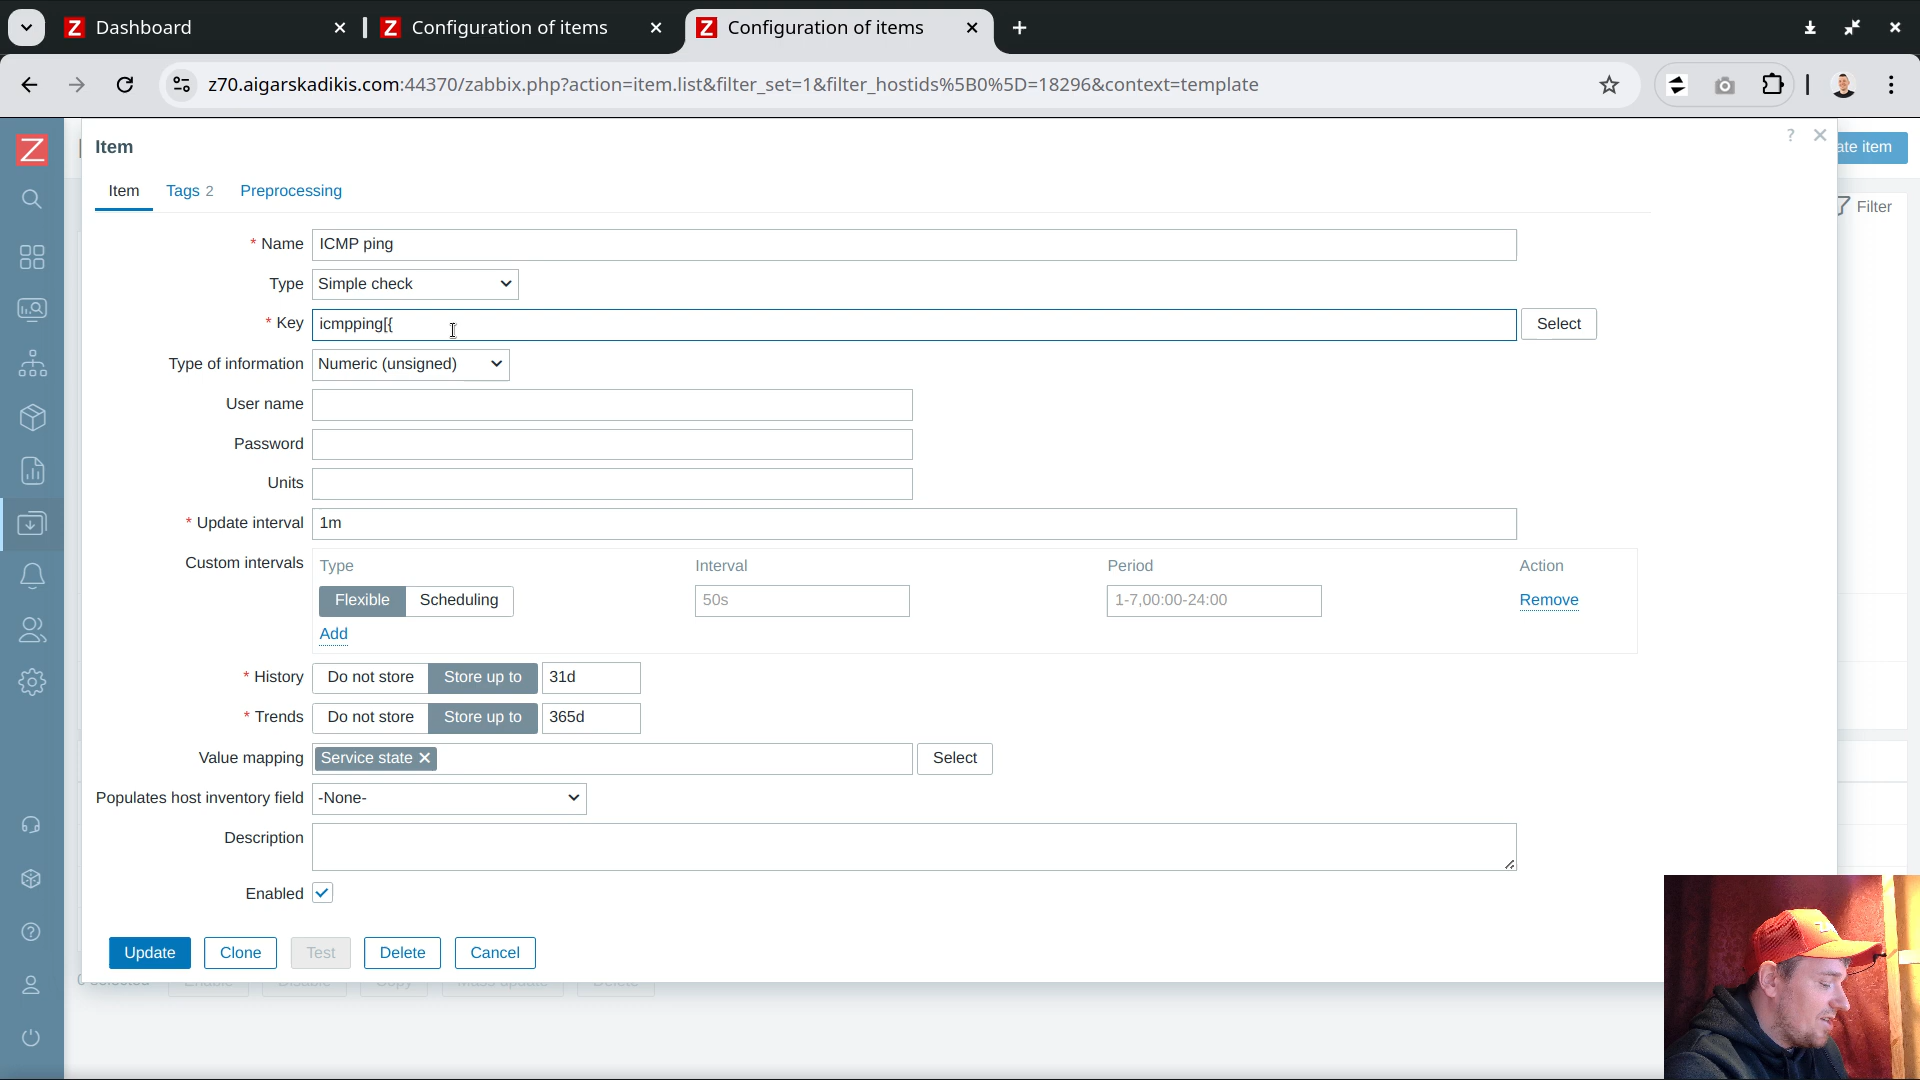 Dashboard
Configuration of items
Configuration of items
z70.aigarskadikis.com:44370/zabbix.php?action=item.list&filter_set=1&filter_hostids%5B0%5D=18296&context=template
Z
Item
? ×
ate item
Item
Tags 2
Preprocessing
Filter
* Name ICMP ping
Type Simple check
* Key icmpping[{
Select
Type of information Numeric (unsigned)
User name
Password
Units
* Update interval 1m
Custom intervals
Type Interval Period Action
Flexible Scheduling 50s 1-7,00:00-24:00 Remove
Add
* History Do not store Store up to 31d
* Trends Do not store Store up to 365d
Value mapping Service state Select
Populates host inventory field -None-
Description
Enabled
Update Clone Test Delete Cancel